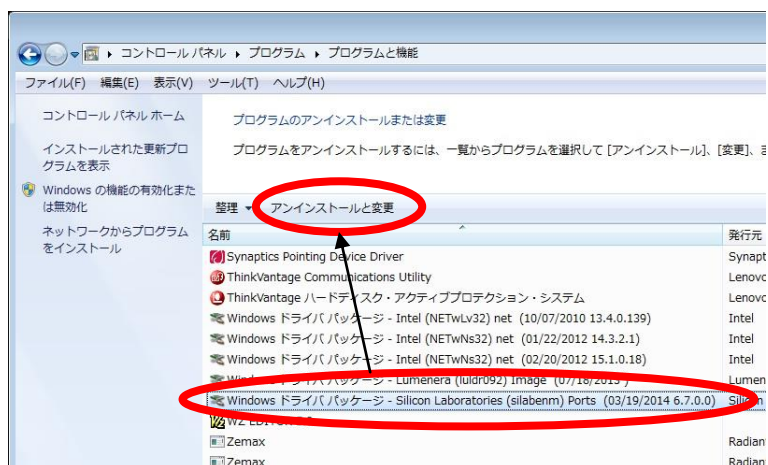 コントロール パネル ▸ プログラム ▸ プログラムと機能
ファイル(F) 編集(E) 表示(V) ツール(T) ヘルプ(H)
コントロール パネル ホーム
インストールされた更新プロ
グラムを表示
Windows の機能の有効化また
は無効化
ネットワークからプログラム
をインストール
プログラムのアンインストールまたは変更
プログラムをアンインストールするには、一覧からプログラムを選択して [アンインストール]、[変更]、ま
整理 アンインストールと変更
名前 発行元
Synaptics Pointing Device Driver Synapt
ThinkVantage Communications Utility Lenovo
ThinkVantage ハードディスク・アクティブプロテクション・システム Lenovo
Windows ドライバ パッケージ - Intel (NETwLv32) net (10/07/2010 13.4.0.139) Intel
Windows ドライバ パッケージ - Intel (NETwNs32) net (01/22/2012 14.3.2.1) Intel
Windows ドライバ パッケージ - Intel (NETwNs32) net (02/20/2012 15.1.0.18) Intel
Windows ドライバ パッケージ - Lumenera (luldr092) Image (07/18/2013 ) Lumen
Windows ドライバ パッケージ - Silicon Laboratories (silabenm) Ports (03/19/2014 6.7.0.0) Silicon
WZ
Zemax Radian
Zemax Radian